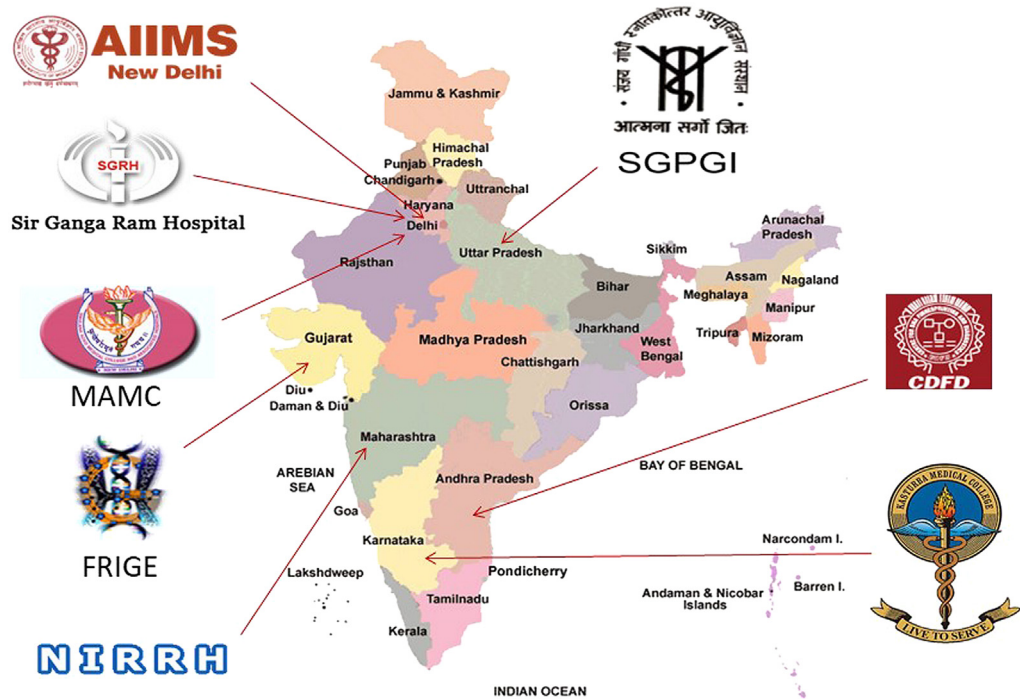 AIIMS
New Delhi
संजय गाँधी स्नातकोत्तर आयुर्विज्ञान संस्थान
आत्मना सर्गो जितः
SGPGI
Jammu & Kashmir
SGRH
Sir Ganga Ram Hospital
Himachal
Pradesh
Punjab
Chandigarh
Uttranchal
Haryana
Delhi
Arunachal
Pradesh
Sikkim
Uttar Pradesh
Rajsthan
Assam
Nagaland
Bihar
Meghalaya
Manipur
MAMC
Gujarat
Madhya Pradesh
Jharkhand
West
Bengal
Tripura
Mizoram
Chattishgarh
CDFD
Diu
Daman & Diu
Orissa
Maharashtra
AREBIAN
SEA
BAY OF BENGAL
Andhra Pradesh
Goa
FRIGE
Karnataka
KASTURBA MEDICAL COLLEGE
LIVE TO SERVE
Narcondam I.
Lakshdweep
Pondicherry
Barren I.
Andaman & Nicobar
Islands
Tamilnadu
Kerala
NIRRH
INDIAN OCEAN